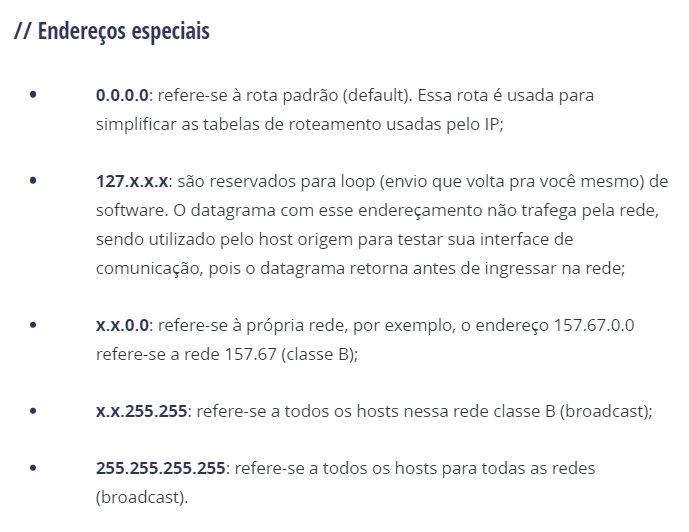 // Endereços especiais
• 0.0.0.0: refere-se à rota padrão (default). Essa rota é usada para
simplificar as tabelas de roteamento usadas pelo IP;
• 127.x.x.x: são reservados para loop (envio que volta pra você mesmo) de
software. O datagrama com esse endereçamento não trafega pela rede,
sendo utilizado pelo host origem para testar sua interface de
comunicação, pois o datagrama retorna antes de ingressar na rede;
• x.x.0.0: refere-se à própria rede, por exemplo, o endereço 157.67.0.0
refere-se a rede 157.67 (classe B);
• x.x.255.255: refere-se a todos os hosts nessa rede classe B (broadcast);
• 255.255.255.255: refere-se a todos os hosts para todas as redes
(broadcast).